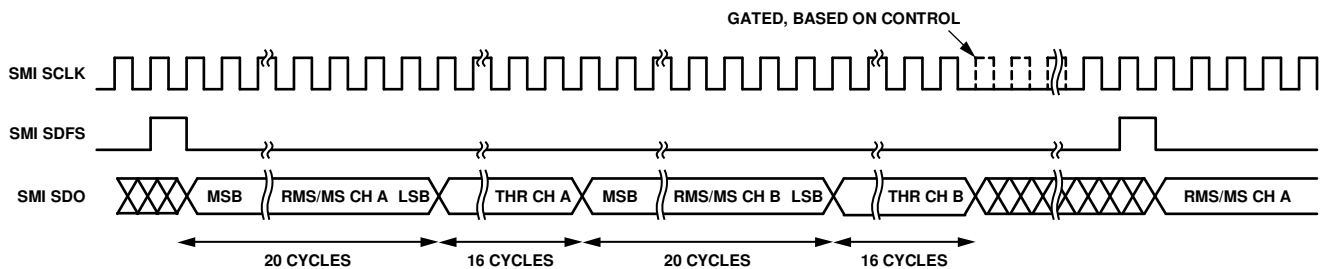 GATED, BASED ON CONTROL
SMI SCLK
SMI SDFS
SMI SDO
MSB
RMS/MS CH A LSB
THR CH A
MSB
RMS/MS CH B LSB
THR CH B
RMS/MS CH A
20 CYCLES
16 CYCLES
20 CYCLES
16 CYCLES